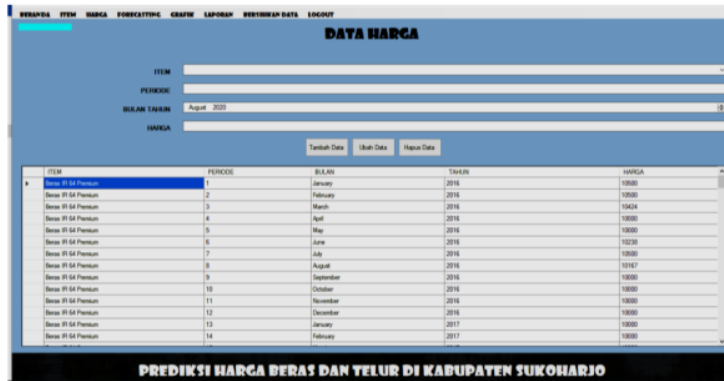 BERANDA ITEM HARGA FORECASTING GRAFIK LAPORAN BERSIHKAN DATA LOGOUT
DATA HARGA
ITEM
PERIODE
BULAN TAHUN August 2020
HARGA
Tambah Data Ubah Data Hapus Data
ITEM PERIODE BULAN TAHUN HARGA
Beras IR 64 Premium 1 January 2016 10500
Beras IR 64 Premium 2 February 2016 10500
Beras IR 64 Premium 3 March 2016 10424
Beras IR 64 Premium 4 April 2016 10000
Beras IR 64 Premium 5 May 2016 10000
Beras IR 64 Premium 6 June 2016 10230
Beras IR 64 Premium 7 July 2016 10500
Beras IR 64 Premium 8 August 2016 10167
Beras IR 64 Premium 9 September 2016 10000
Beras IR 64 Premium 10 October 2016 10000
Beras IR 64 Premium 11 November 2016 10000
Beras IR 64 Premium 12 December 2016 10000
Beras IR 64 Premium 13 January 2017 10000
Beras IR 64 Premium 14 February 2017 10000
PREDIKSI HARGA BERAS DAN TELUR DI KABUPATEN SUKOHARJO